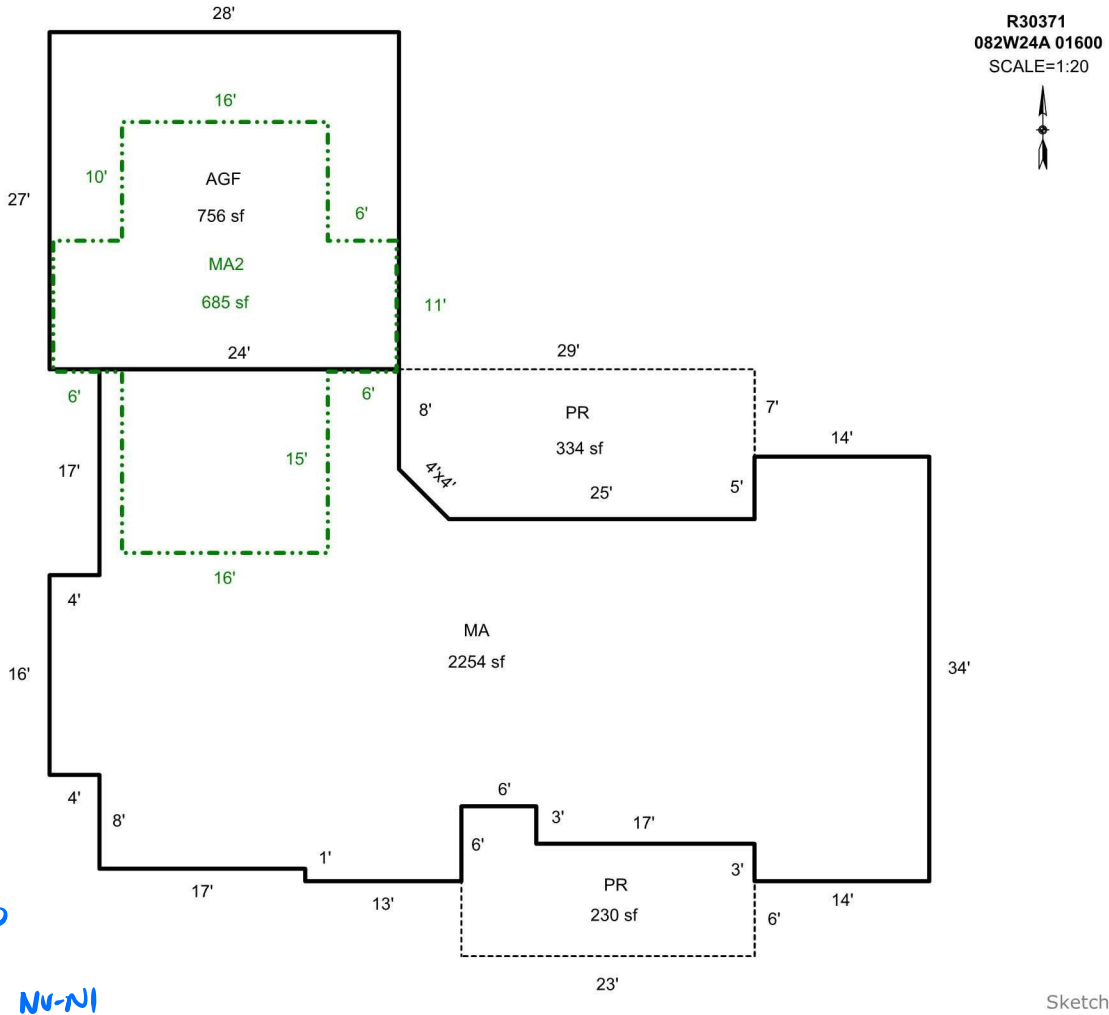 28'
R30371
082W24A 01600
SCALE=1:20
16'
10'
AGF
27'
756 sf
6'
MA2
685 sf
11'
24'
29'
6'
6'
8'
PR
7'
334 sf
14'
17'
15'
4'x4'
25'
5'
16'
4'
MA
2254 sf
16'
34'
4'
6'
8'
3'
17'
1'
6'
3'
17'
13'
PR
14'
230 sf
6'
23'
NV-NI
Sketch